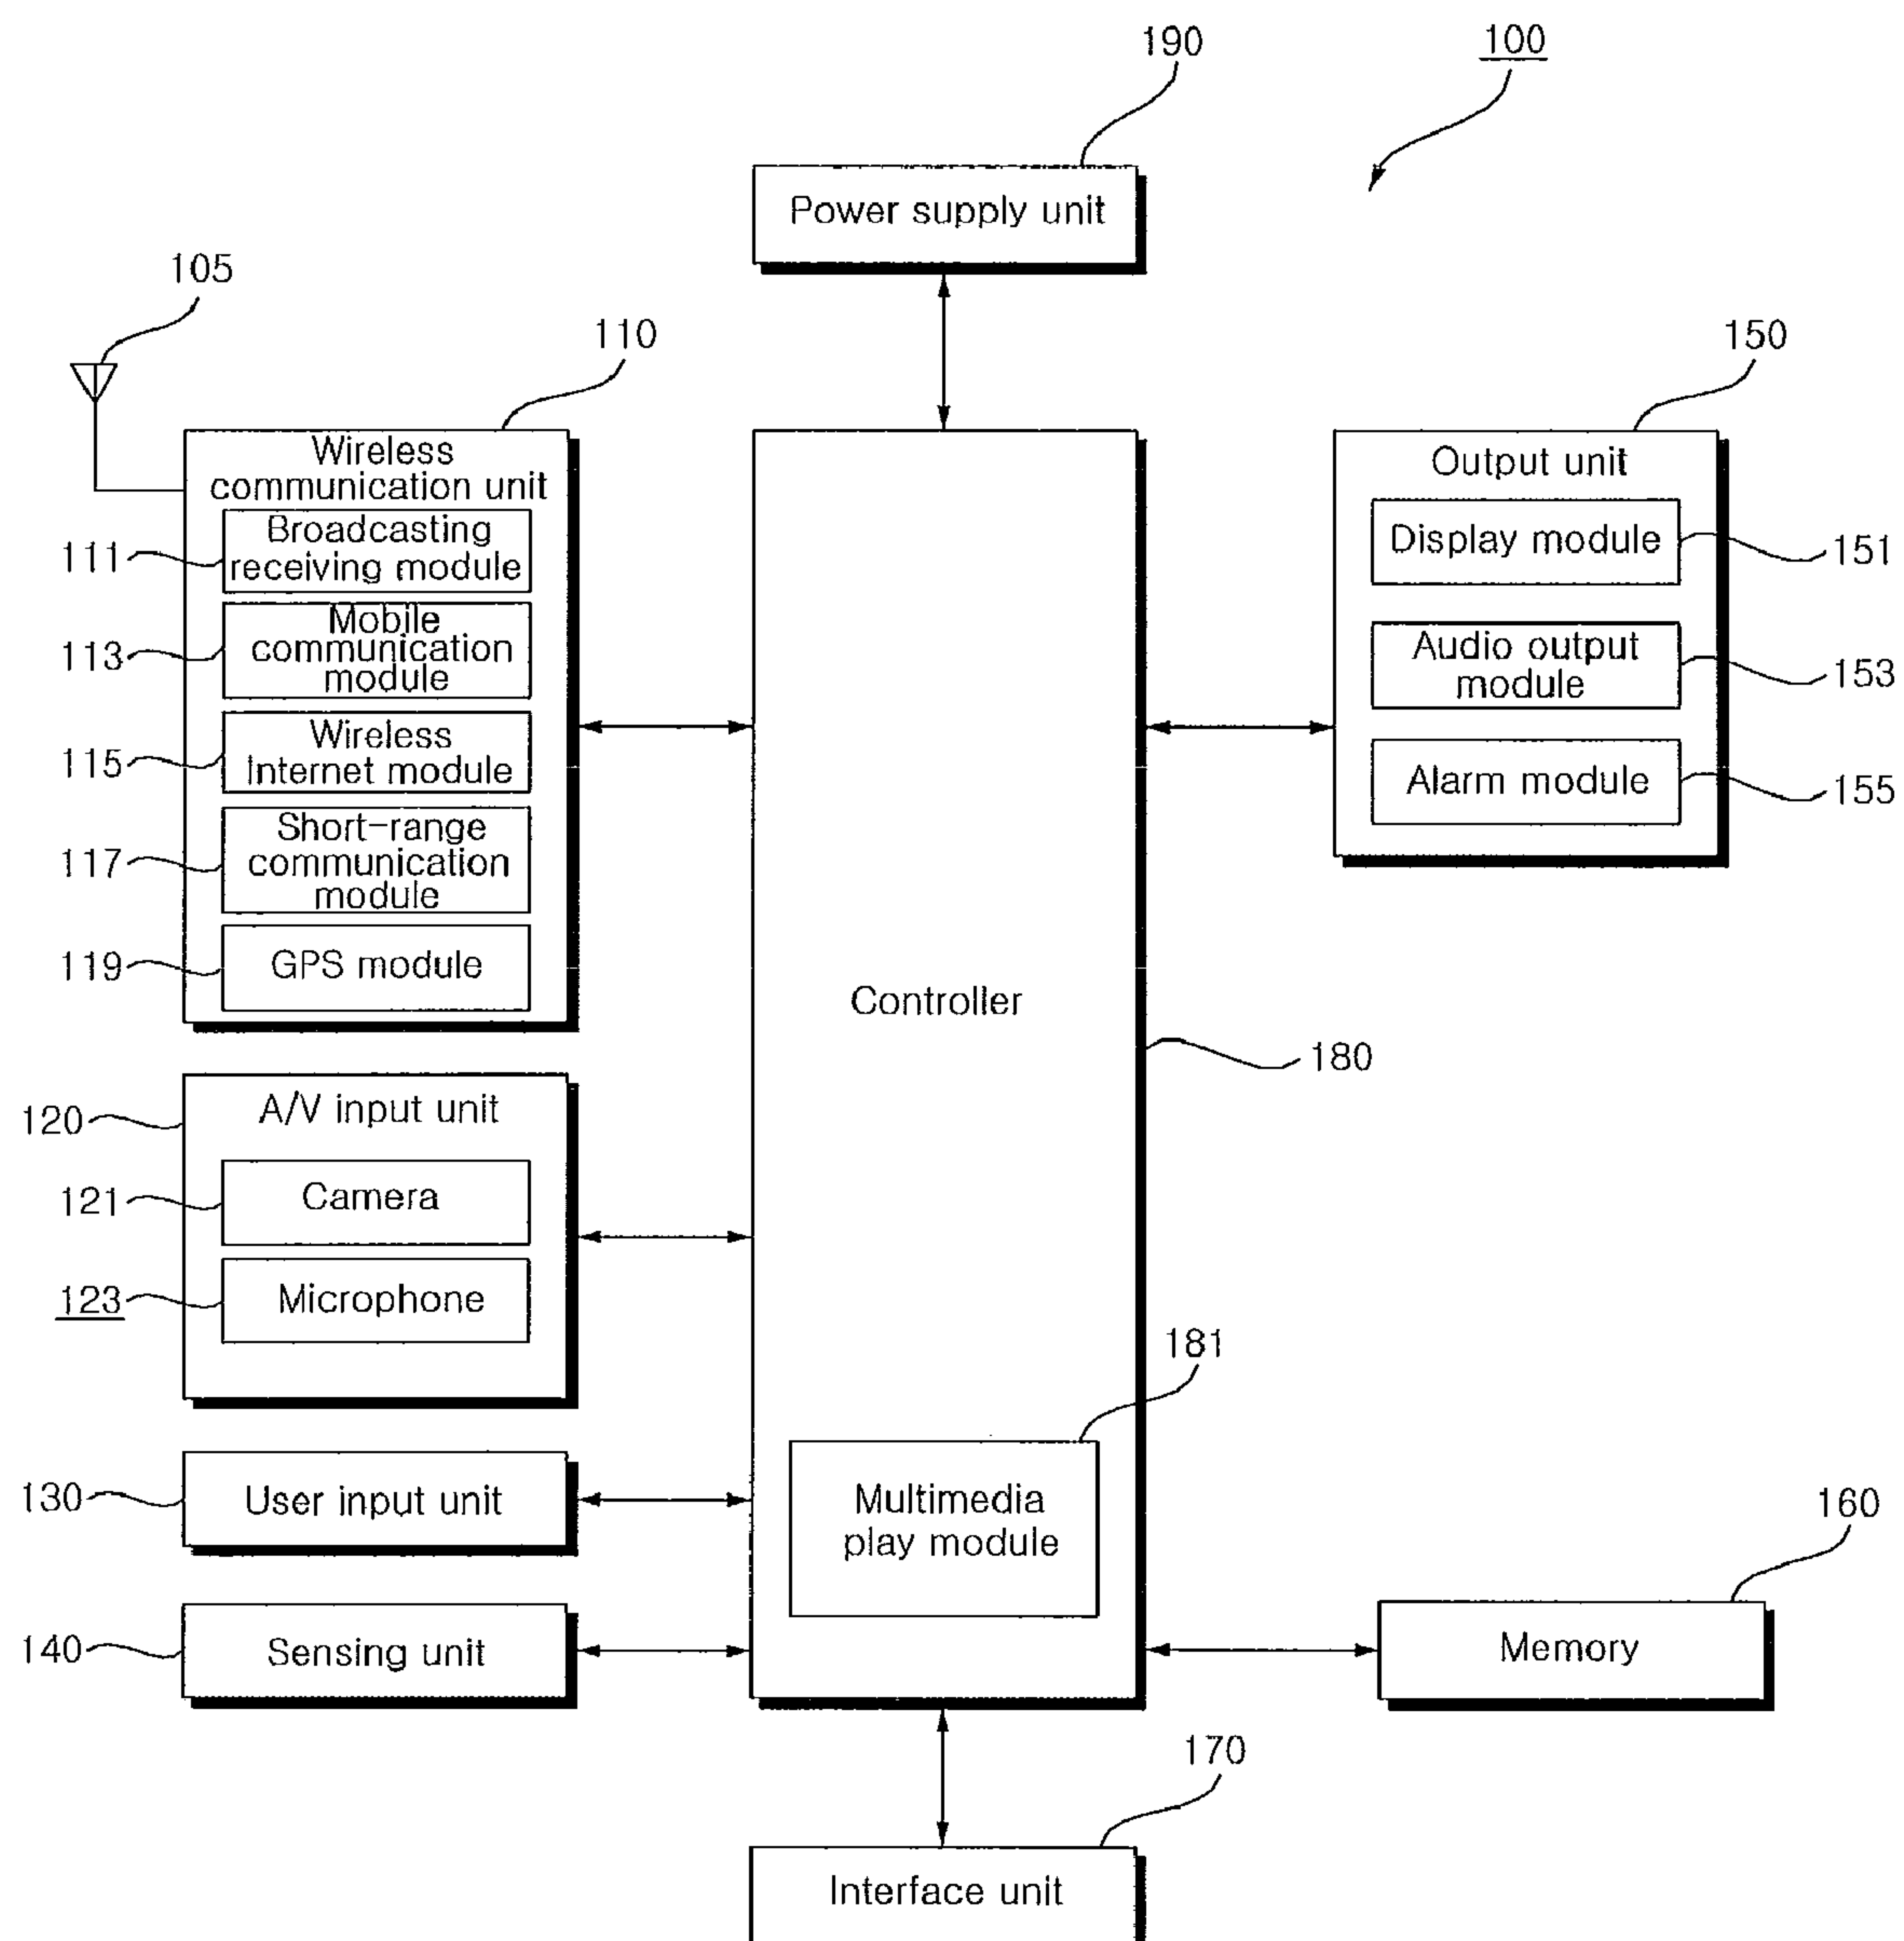 190
100
Power supply unit
105
110
150
Wireless
communication unit
Output unit
111
Broadcasting
receiving module
Display module
151
113
Mobile
communication
module
Audio output
module
153
115
Wireless
Internet module
Alarm module
155
117
Short-range
communication
module
119
GPS module
Controller
180
120
A/V input unit
121
Camera
123
Microphone
181
130
User input unit
Multimedia
play module
160
140
Sensing unit
Memory
170
Interface unit